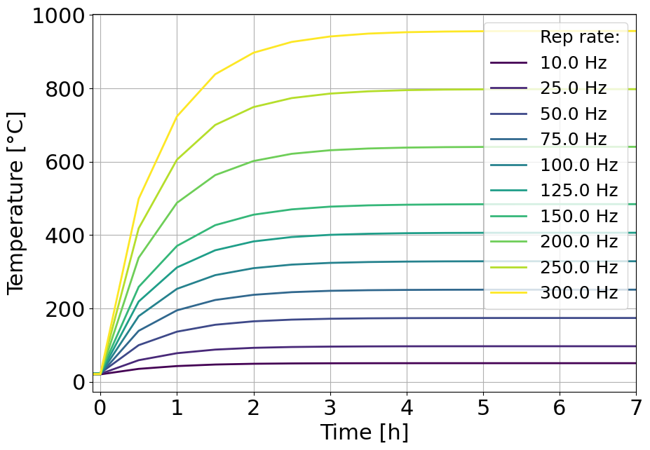 1000
800
600
400
200
0
Temperature [°C]
Rep rate:
10.0 Hz
25.0 Hz
50.0 Hz
75.0 Hz
100.0 Hz
125.0 Hz
150.0 Hz
200.0 Hz
250.0 Hz
300.0 Hz
0 1 2 3 4 5 6 7
Time [h]